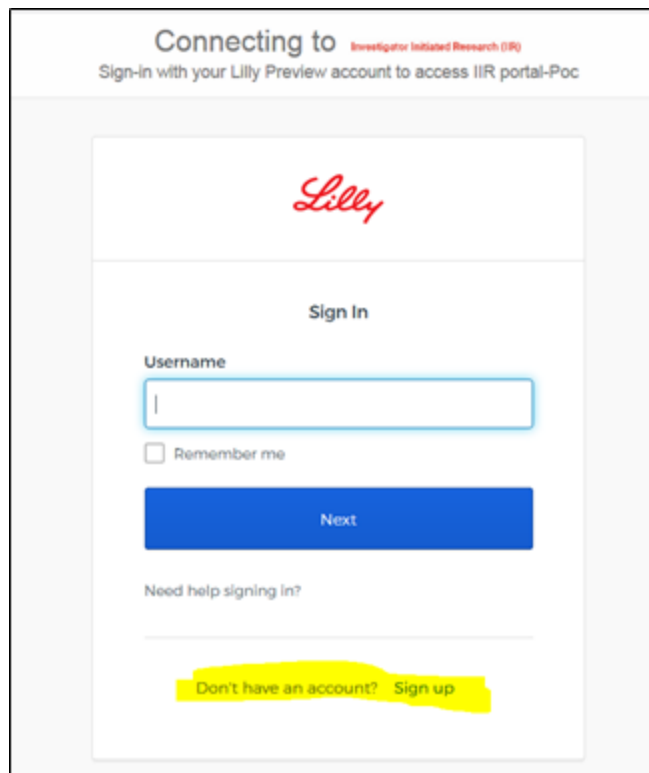 Connecting to Investigator Initiated Research (IIR)
Sign-in with your Lilly Preview account to access IIR portal-Poc
Lilly
Sign In
Username
Remember me
Next
Need help signing in?
Don't have an account? Sign up